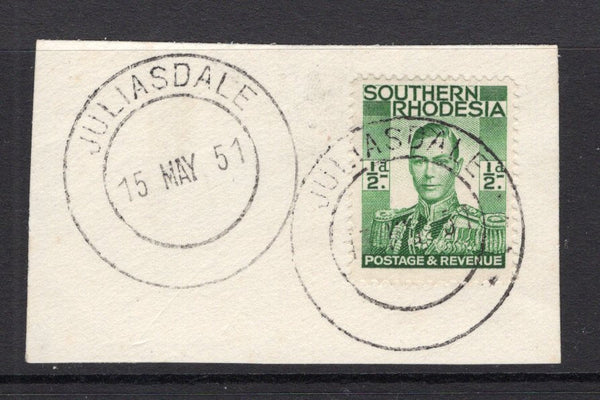 JULIASDALE
15 MAY 51
SOUTHERN
RHODESIA
JULIASDALE
½d. ½d.
POSTAGE & REVENUE